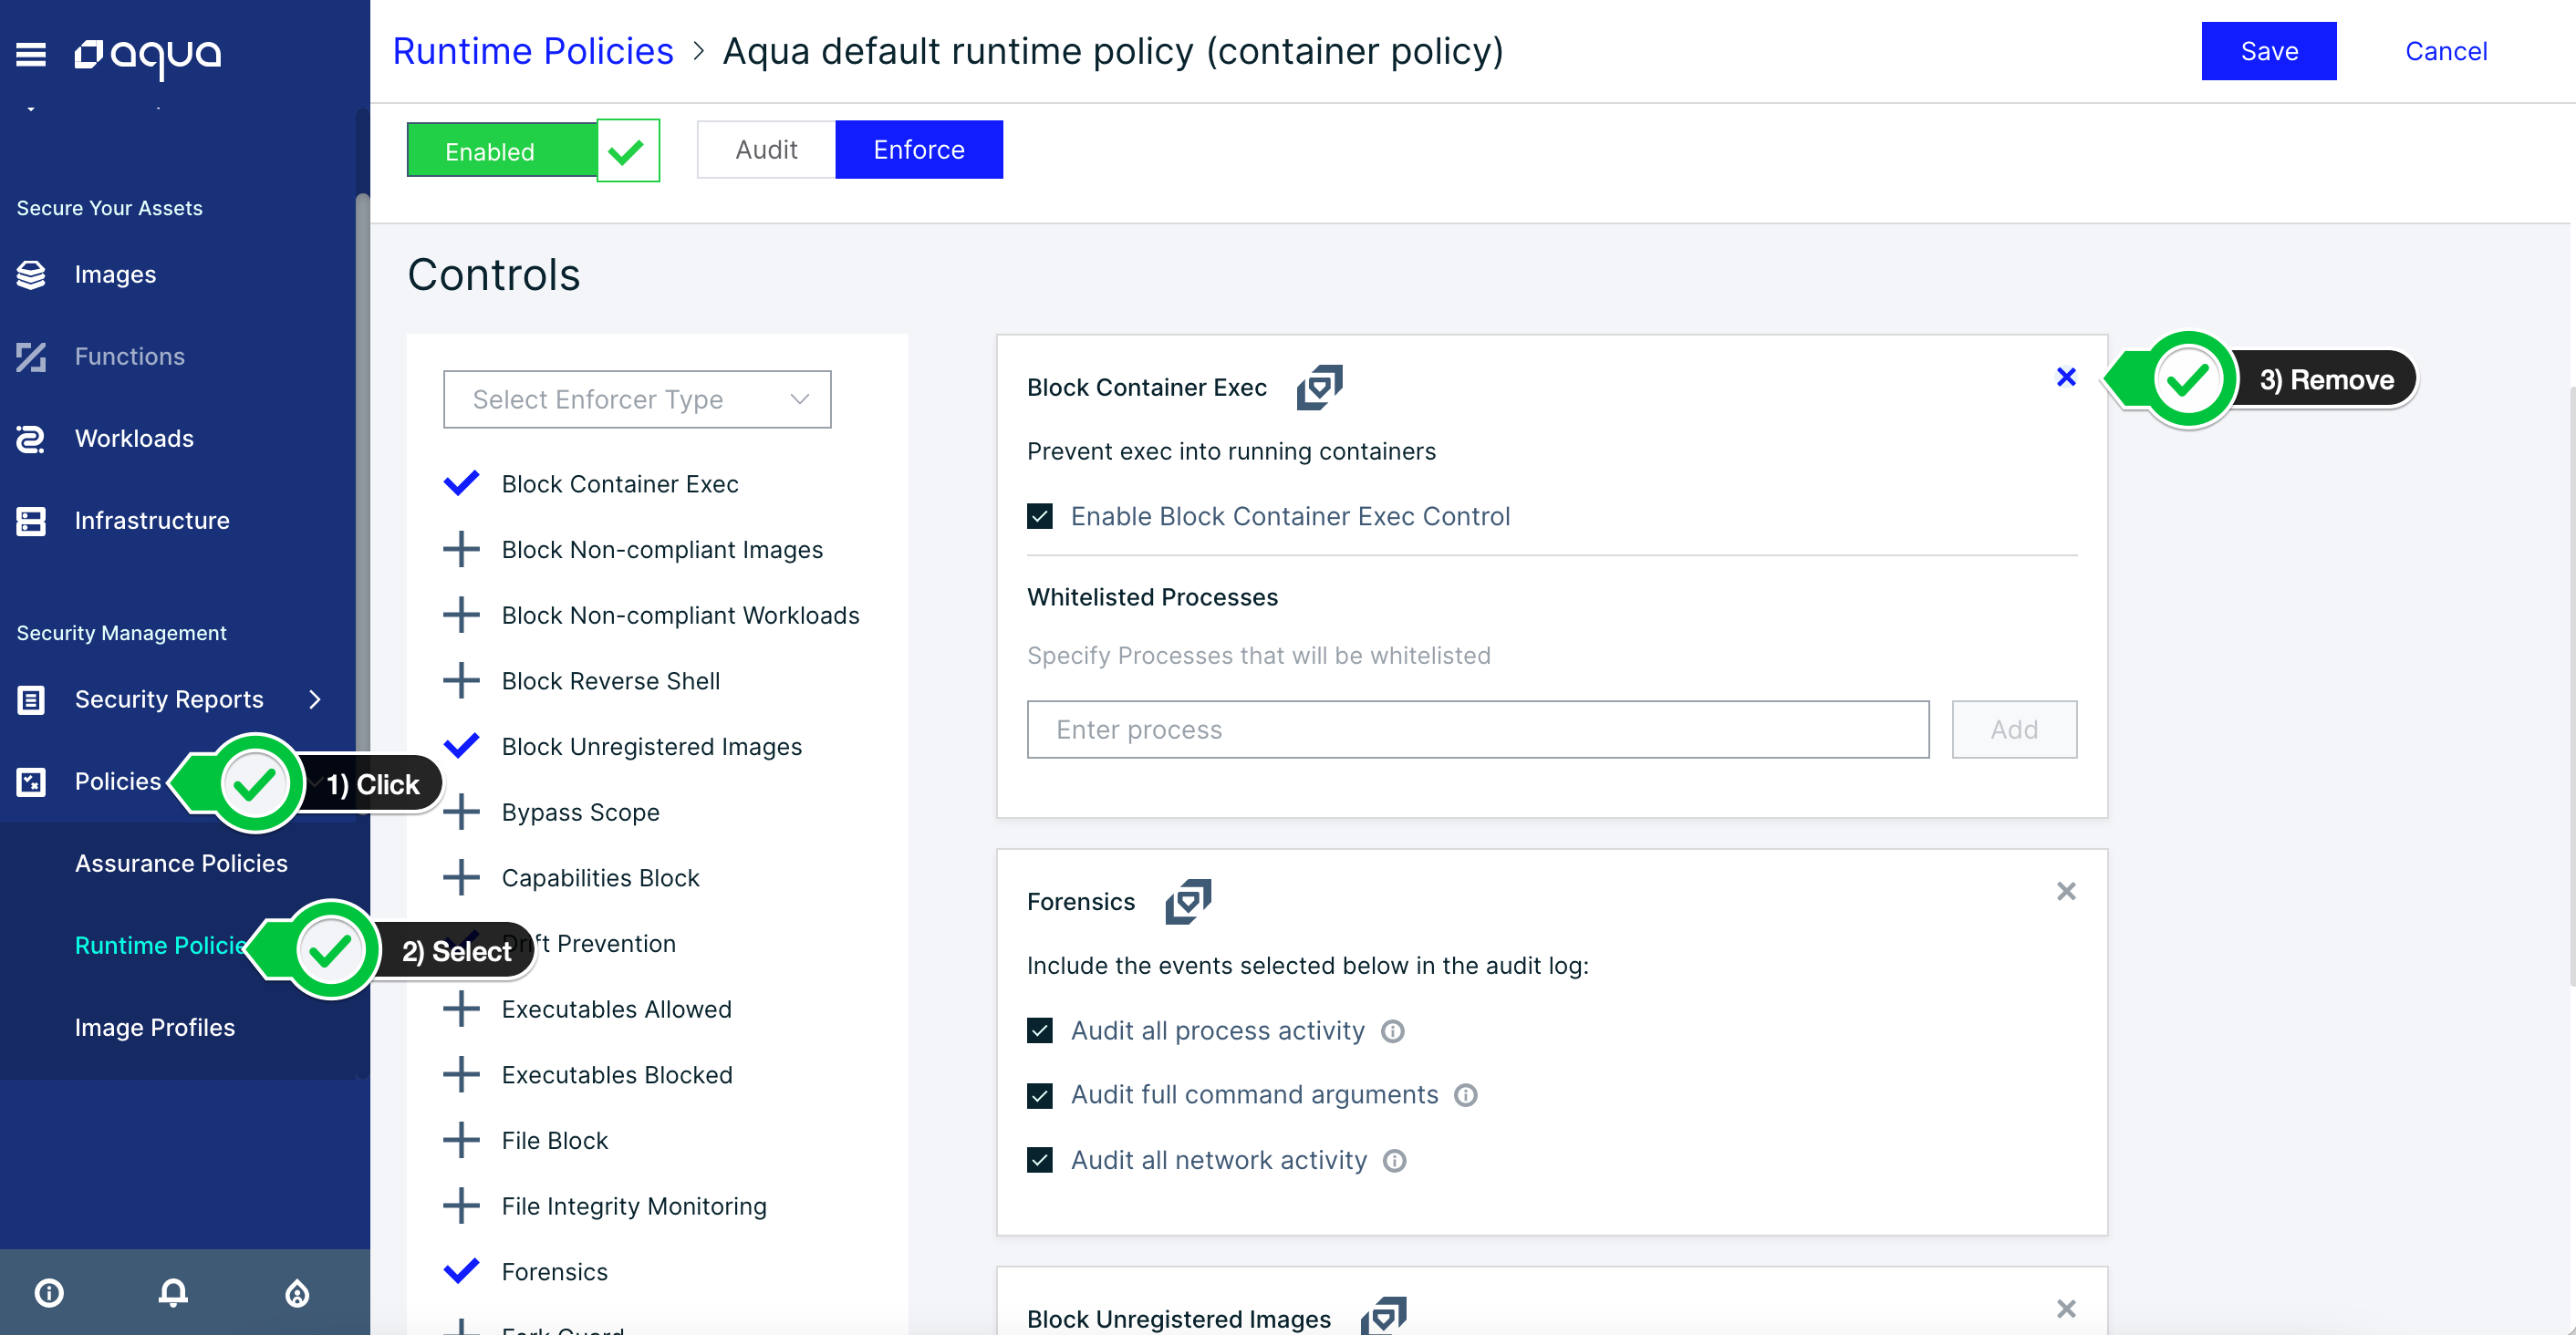 aqua
Secure Your Assets
Images
Functions
Workloads
Infrastructure
Security Management
Security Reports
Policies
1) Click
Assurance Policies
Runtime Policie
2) Select
Image Profiles
Runtime Policies > Aqua default runtime policy (container policy)
Save
Cancel
Enabled
Audit
Enforce
Controls
Select Enforcer Type
Block Container Exec
Block Non-compliant Images
Block Non-compliant Workloads
Block Reverse Shell
Block Unregistered Images
Bypass Scope
Capabilities Block
Drift Prevention
Executables Allowed
Executables Blocked
File Block
File Integrity Monitoring
Forensics
Block Container Exec
3) Remove
Prevent exec into running containers
Enable Block Container Exec Control
Whitelisted Processes
Specify Processes that will be whitelisted
Enter process
Add
Forensics
Include the events selected below in the audit log:
Audit all process activity
Audit full command arguments
Audit all network activity
Block Unregistered Images